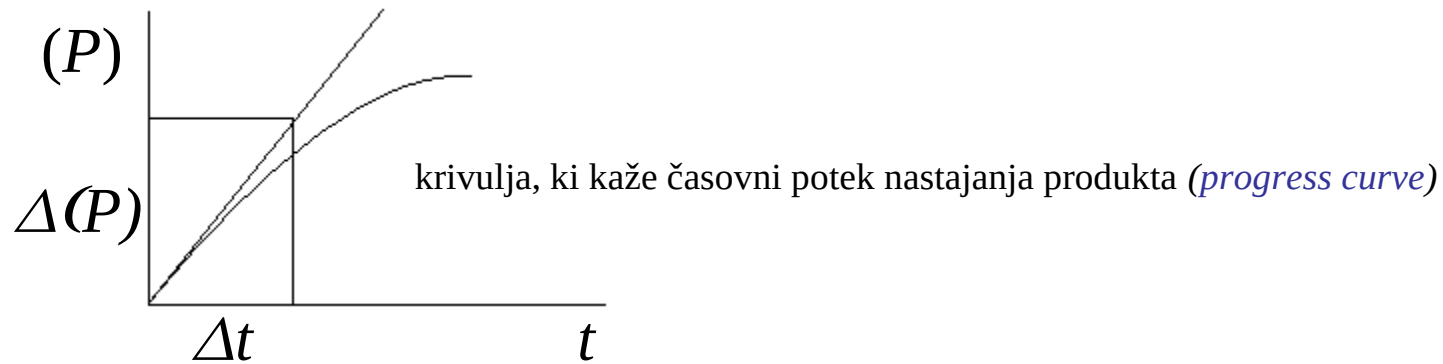 (P)
krivulja, ki kaže časovni potek nastajanja produkta (progress curve)
Δ(P)
Δt
t